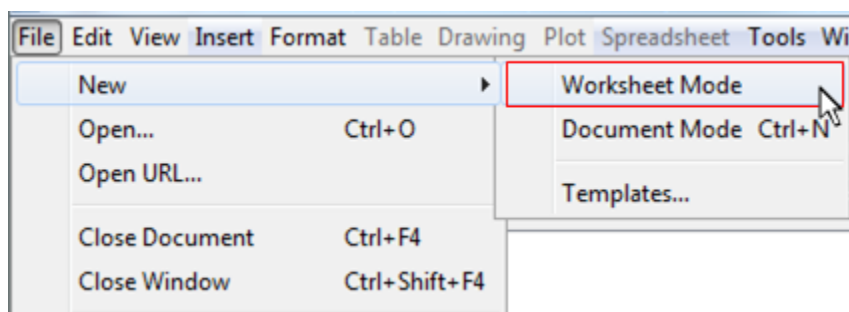 File Edit View Insert Format Table Drawing Plot Spreadsheet Tools Wi
New
Worksheet Mode
Open... Ctrl+O
Document Mode Ctrl+N
Open URL...
Templates...
Close Document Ctrl+F4
Close Window Ctrl+Shift+F4